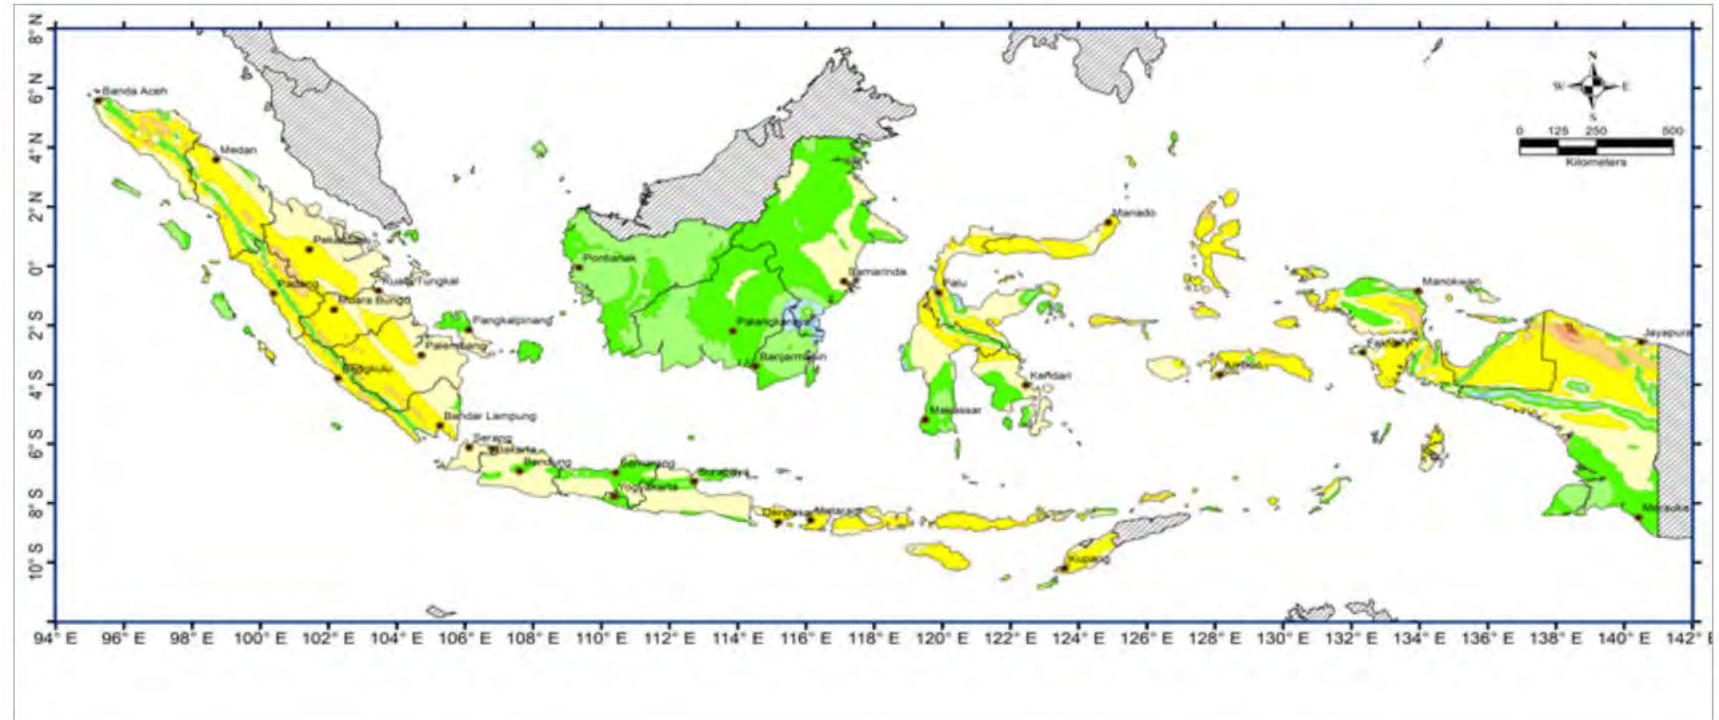 8° N
6° N
4° N
2° N
0°
2° S
4° S
6° S
8° S
10° S
N
W E
S
0 125 250 500
Kilometers
Banda Aceh
Medan
Kuala Tungkal
Padang
Muara Bungo
Pangkalpinang
Palembang
Bandar Lampung
Serang
Bandung
Semarang
Surabaya
Yogyakarta
Mataram
Kupang
Pontianak
Samarinda
Palangkaraya
Banjarmasin
Manado
Palu
Kendari
Makassar
Ambon
Manokwari
Jayapura
Merauke
94° E 96° E 98° E 100° E 102° E 104° E 106° E 108° E 110° E 112° E 114° E 116° E 118° E 120° E 122° E 124° E 126° E 128° E 130° E 132° E 134° E 136° E 138° E 140° E 142° E